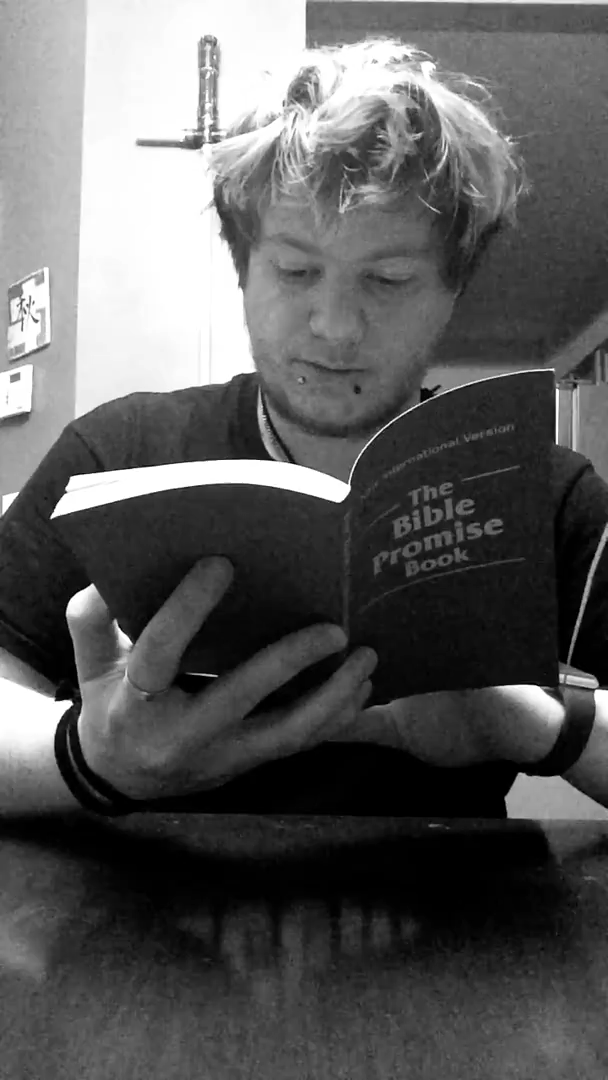 秋
International Version
The
Bible
Promise
Book